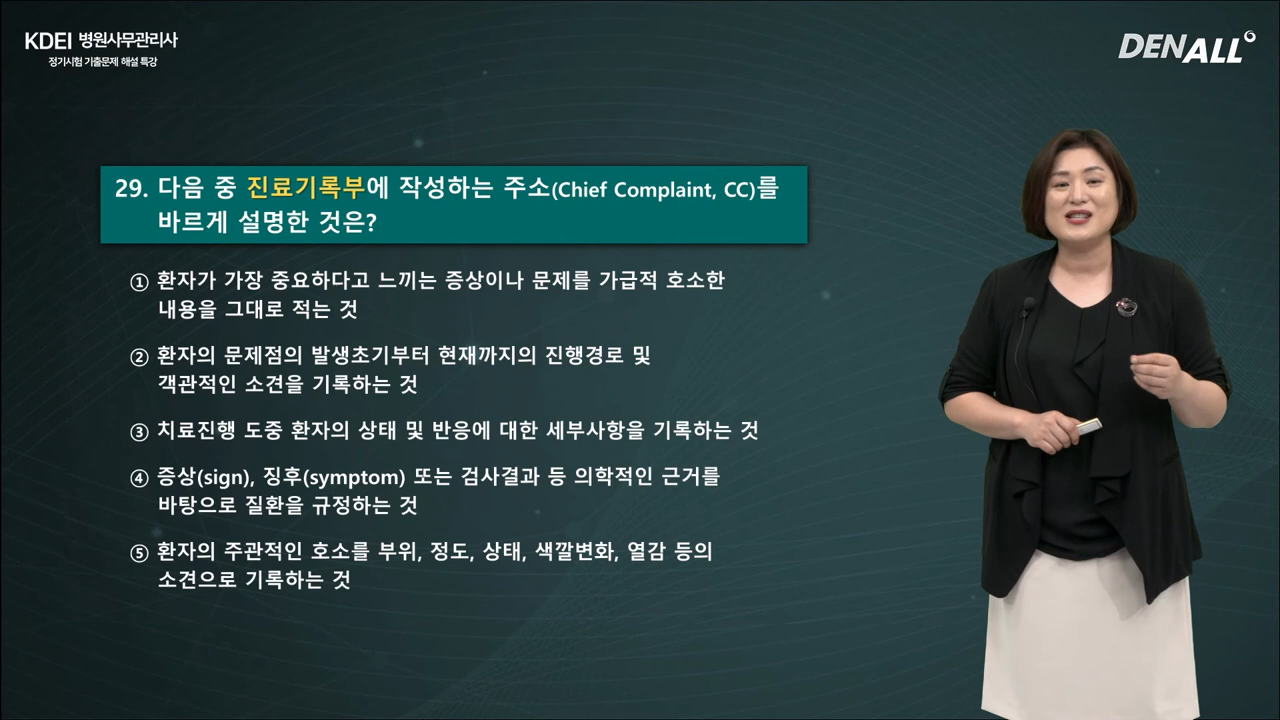 KDEI 병원사무관리사
정기시험 기출문제 해설 특강
DENALL
29. 다음 중 진료기록부에 작성하는 주소(Chief Complaint, CC)를
바르게 설명한 것은?
① 환자가 가장 중요하다고 느끼는 증상이나 문제를 가급적 호소한
내용을 그대로 적는 것
② 환자의 문제점의 발생초기부터 현재까지의 진행경로 및
객관적인 소견을 기록하는 것
③ 치료진행 도중 환자의 상태 및 반응에 대한 세부사항을 기록하는 것
④ 증상(sign), 징후(symptom) 또는 검사결과 등 의학적인 근거를
바탕으로 질환을 규정하는 것
⑤ 환자의 주관적인 호소를 부위, 정도, 상태, 색깔변화, 열감 등의
소견으로 기록하는 것